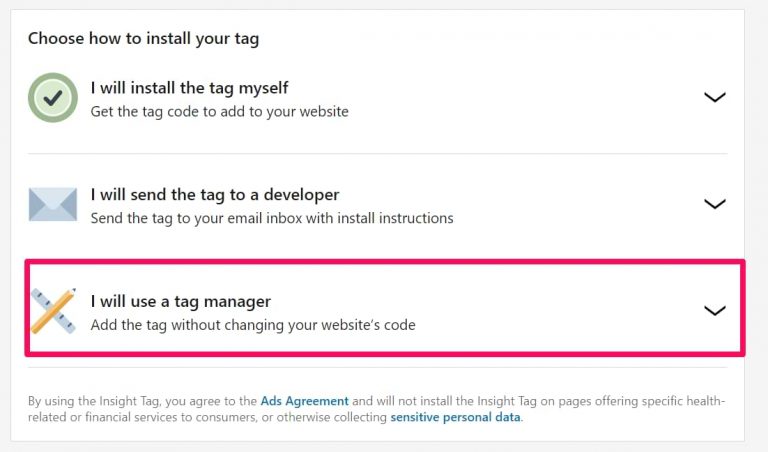 Choose how to install your tag
I will install the tag myself
Get the tag code to add to your website
I will send the tag to a developer
Send the tag to your email inbox with install instructions
I will use a tag manager
Add the tag without changing your website's code
By using the Insight Tag, you agree to the Ads Agreement and will not install the Insight Tag on pages offering specific health-
related or financial services to consumers, or otherwise collecting sensitive personal data.